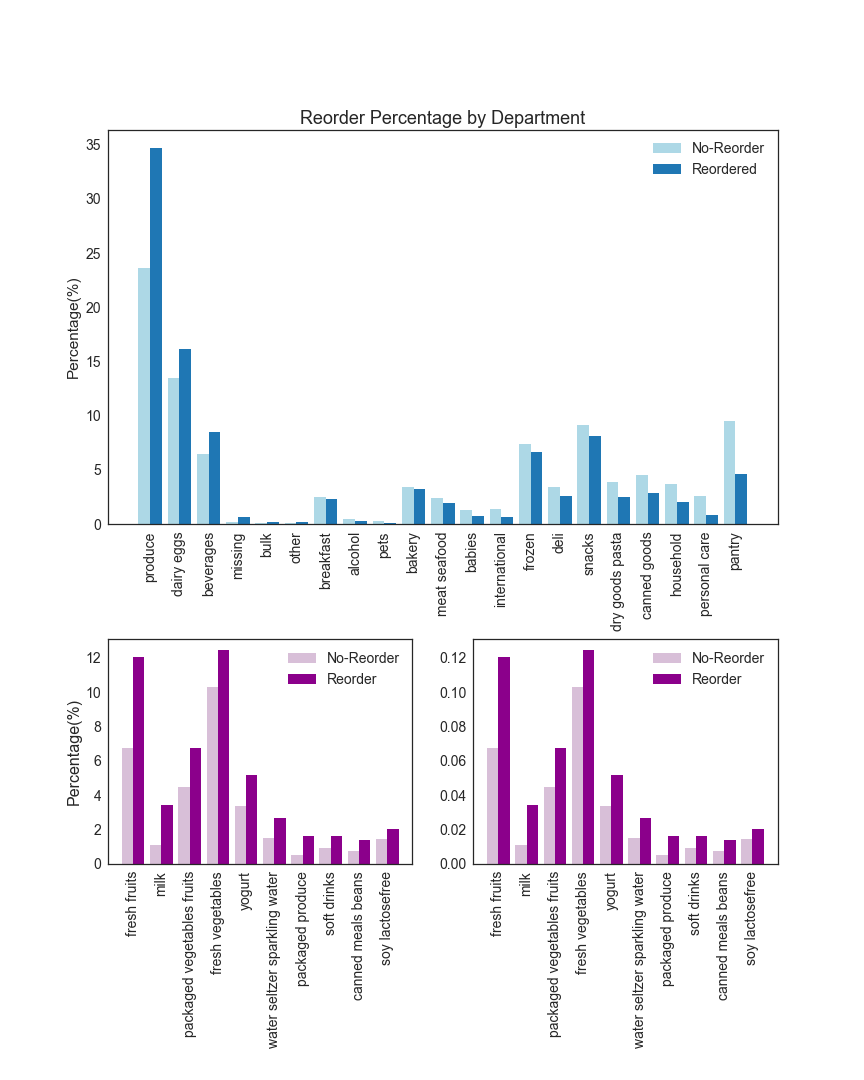 Reorder Percentage by Department
No-Reorder
Reordered
Percentage(%)
35
30
25
20
15
10
5
0
produce
dairy eggs
beverages
missing
bulk
other
breakfast
alcohol
pets
bakery
meat seafood
babies
international
frozen
deli
snacks
dry goods pasta
canned goods
household
personal care
pantry
No-Reorder
Reorder
Percentage(%)
12
10
8
6
4
2
0
fresh fruits
milk
packaged vegetables fruits
fresh vegetables
yogurt
water seltzer sparkling water
packaged produce
soft drinks
canned meals beans
soy lactosefree
No-Reorder
Reorder
0.12
0.10
0.08
0.06
0.04
0.02
0.00
fresh fruits
milk
packaged vegetables fruits
fresh vegetables
yogurt
water seltzer sparkling water
packaged produce
soft drinks
canned meals beans
soy lactosefree